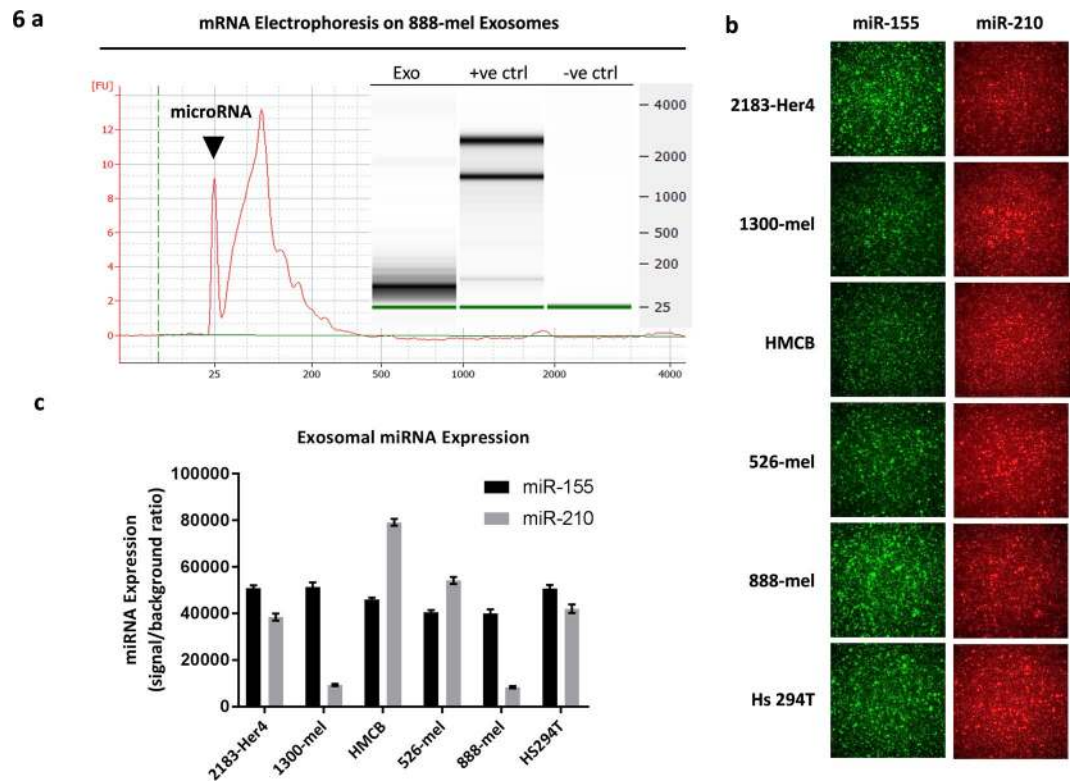 6 a
mRNA Electrophoresis on 888-mel Exosomes
[FU]
12
10
8
6
4
2
0
microRNA
Exo +ve ctrl -ve ctrl
4000
2000
1000
500
200
25
25 200 500 1000 2000 4000
b
miR-155 miR-210
2183-Her4
1300-mel
HMCB
526-mel
888-mel
Hs 294T
c
Exosomal miRNA Expression
miRNA Expression
(signal/background ratio)
100000
80000
60000
40000
20000
0
miR-155
miR-210
2183-Her4
1300-mel
HMCB
526-mel
888-mel
HS294T